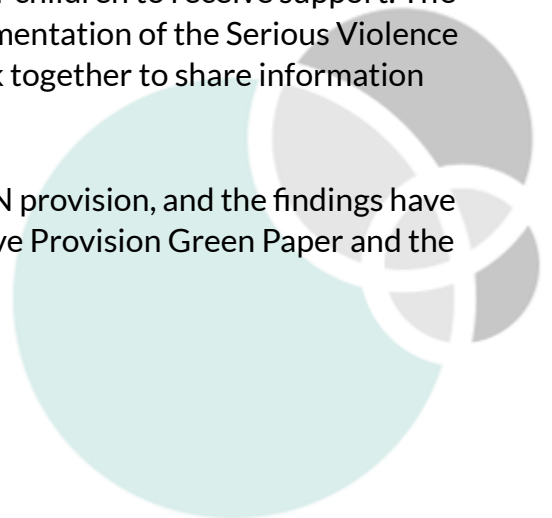 children to receive support. The
mentation of the Serious Violence
together to share information
N provision, and the findings have
ve Provision Green Paper and the